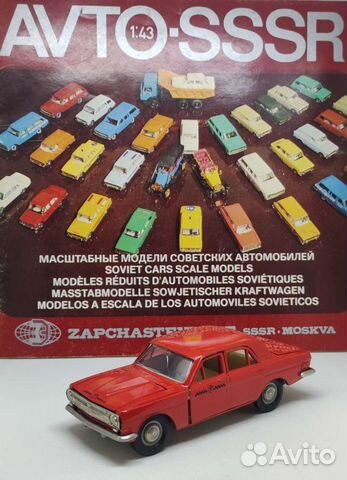 AVTO·SSSR
1:43
МАСШТАБНЫЕ МОДЕЛИ СОВЕТСКИХ АВТОМОБИЛЕЙ
SOVIET CARS SCALE MODELS
MODÈLES RÉDUITS D'AUTOMOBILES SOVIÉTIQUES
MASSTABMODELLE SOWJETISCHER KRAFTWAGEN
MODELOS A ESCALA DE LOS AUTOMOVILES SOVIETICOS
SSSR·MOSKVA
Avito